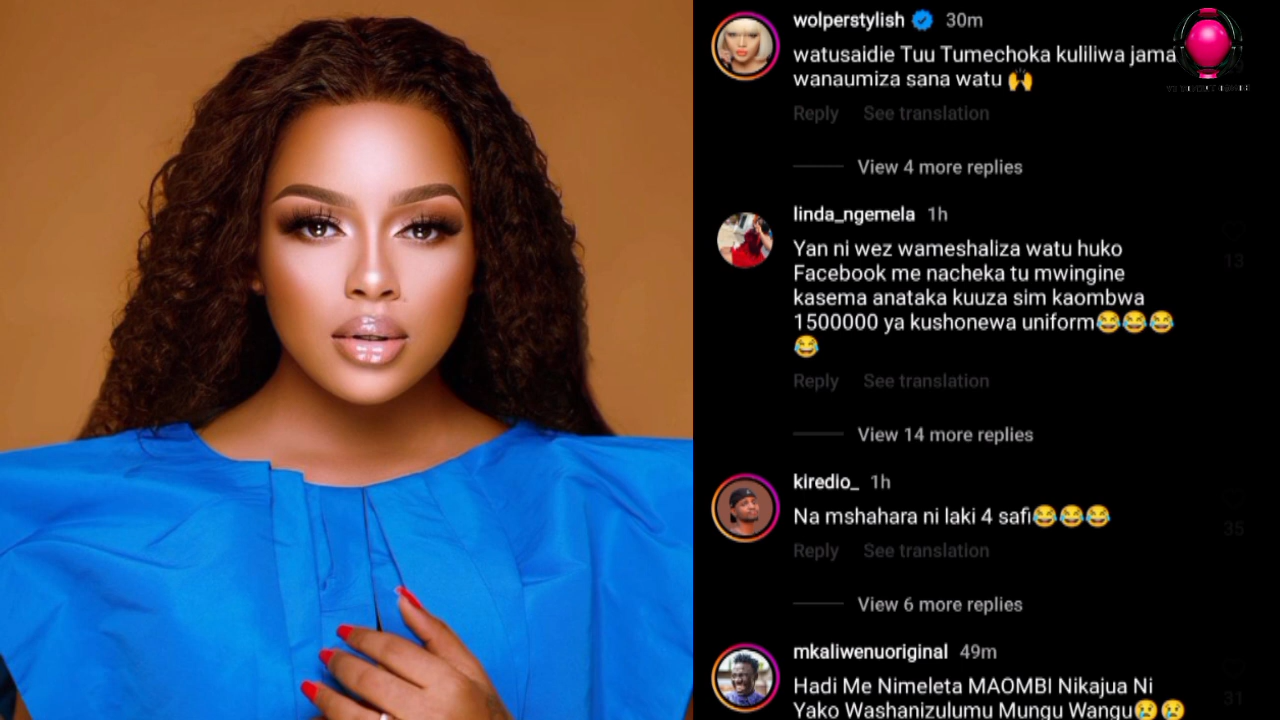 wolperstylish 30m
watusaidie Tuu Tumechoka kuliliwa jama
wanaumiza sana watu 🙌
Reply See translation
View 4 more replies
linda_ngemela 1h
Yan ni wez wameshaliza watu huko
Facebook me nacheka tu mwingine
kasema anataka kuuza sim kaombwa
1500000 ya kushonewa uniform😂😂😂
😂
13
Reply See translation
View 14 more replies
kiredio_ 1h
Na mshahara ni laki 4 safi😂😂😂
35
Reply See translation
View 6 more replies
mkaliwenuoriginal 49m
Hadi Me Nimeleta MAOMBI Nikajua Ni
Yako Washanizulumu Mungu Wangu😢😢
31